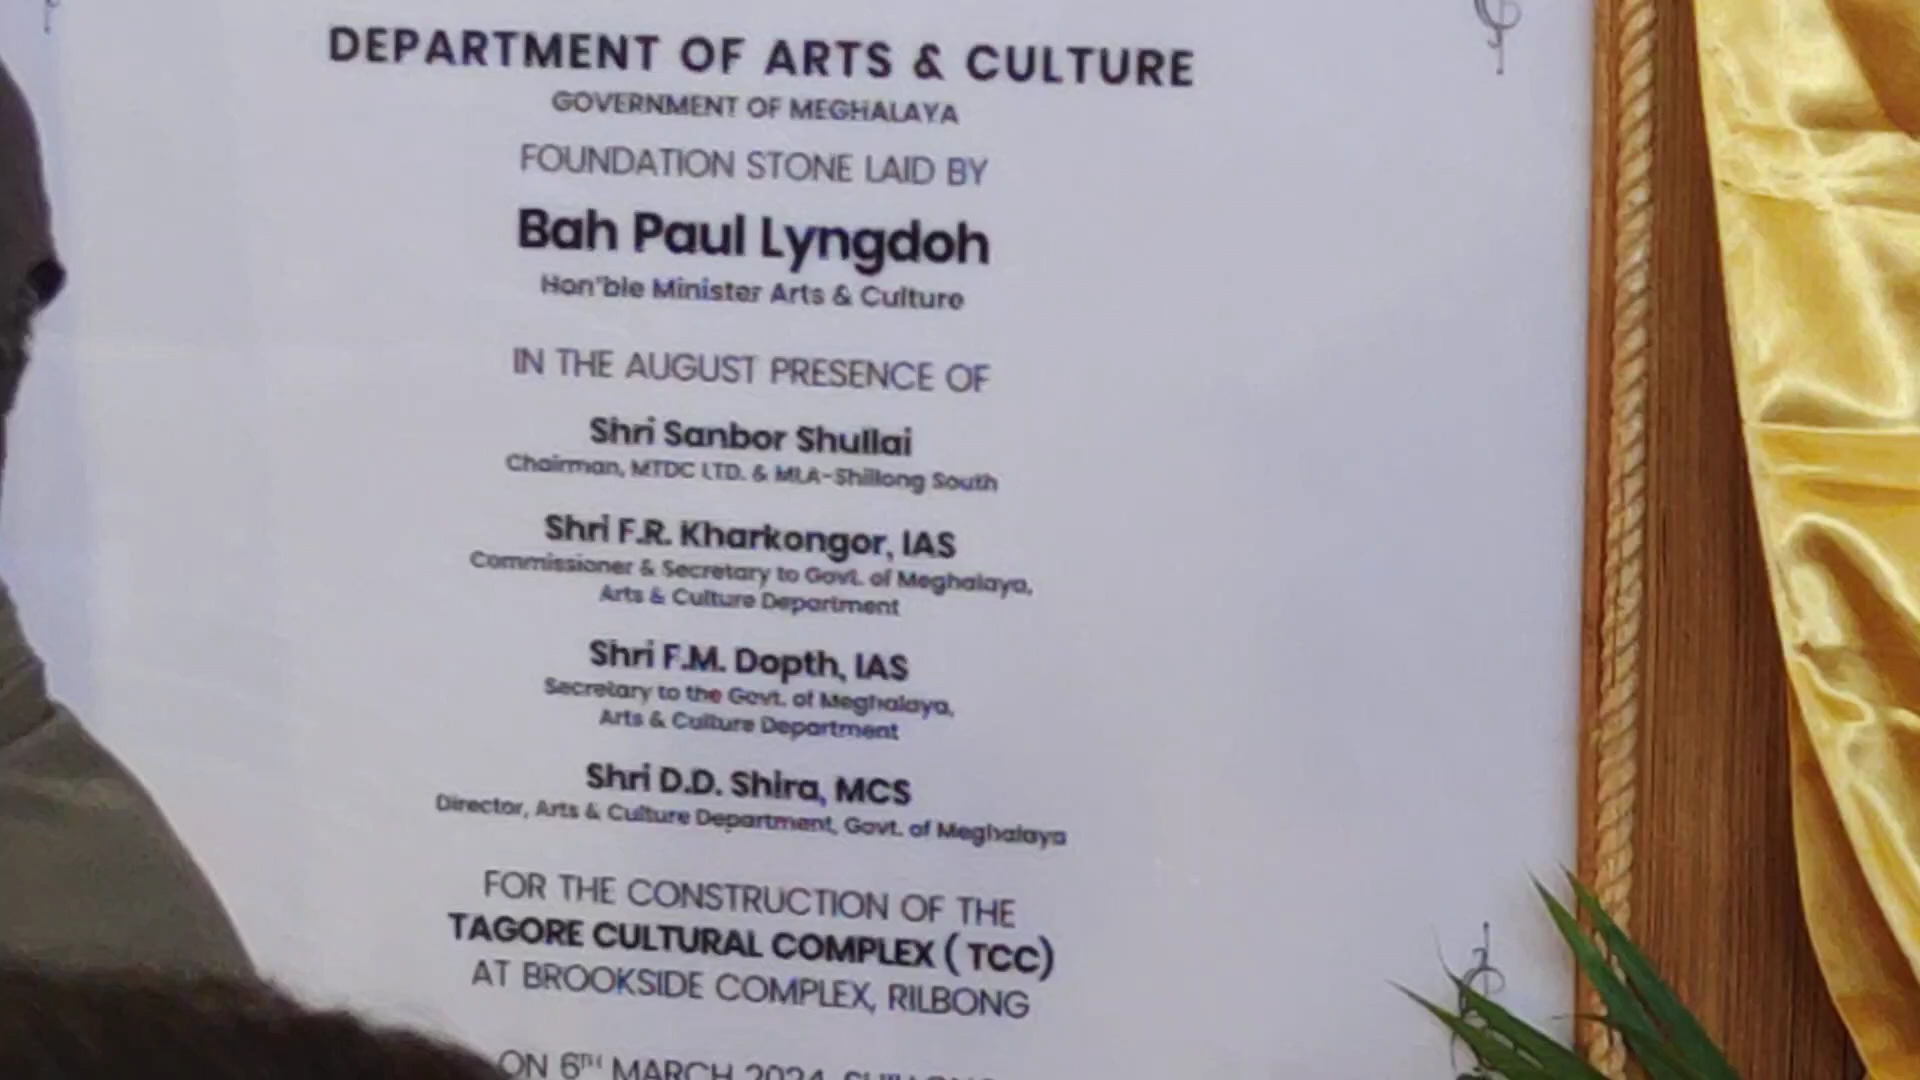 DEPARTMENT OF ARTS & CULTURE
GOVERNMENT OF MEGHALAYA
FOUNDATION STONE LAID BY
Bah Paul Lyngdoh
Hon'ble Minister Arts & Culture
IN THE AUGUST PRESENCE OF
Shri Sanbor Shullai
Chairman, MTDC LTD. & MLA-Shillong South
Shri F.R. Kharkongor, IAS
Commissioner & Secretary to Govt. of Meghalaya,
Arts & Culture Department
Shri F.M. Dopth, IAS
Secretary to the Govt. of Meghalaya,
Arts & Culture Department
Shri D.D. Shira, MCS
Director, Arts & Culture Department, Govt. of Meghalaya
FOR THE CONSTRUCTION OF THE
TAGORE CULTURAL COMPLEX ( TCC)
AT BROOKSIDE COMPLEX, RILBONG
ON 6TH MARCH 2024,